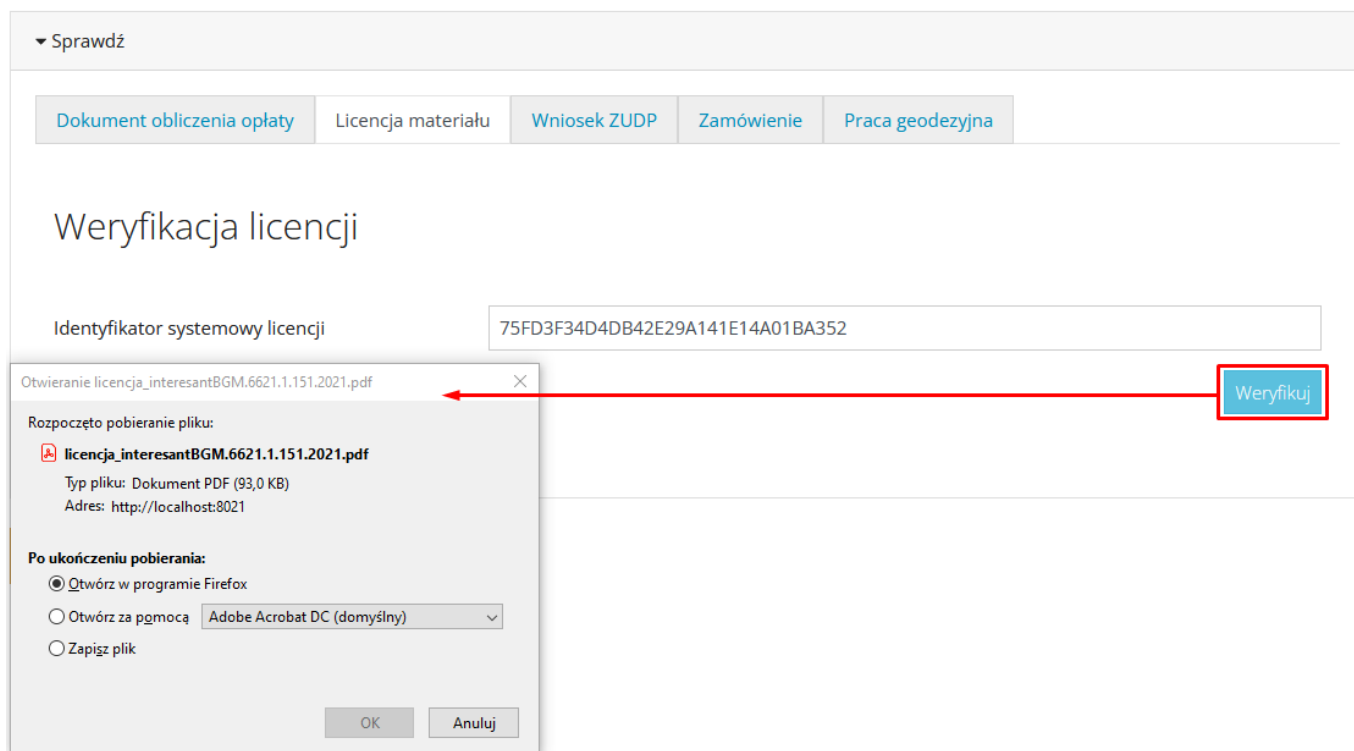 Sprawdź
Dokument obliczenia opłaty Licencja materiału Wniosek ZUDP Zamówienie Praca geodezyjna
Weryfikacja licencji
Identyfikator systemowy licencji 75FD3F34D4DB42E29A141E14A01BA352
Weryfikuj
Otwieranie licencja_interesantBGM.6621.1.151.2021.pdf
Rozpoczęto pobieranie pliku:
licencja_interesantBGM.6621.1.151.2021.pdf
Typ pliku: Dokument PDF (93,0 KB)
Adres: http://localhost:8021
Po ukończeniu pobierania:
Otwórz w programie Firefox
Otwórz za pomocą Adobe Acrobat DC (domyślny)
Zapisz plik
OK Anuluj